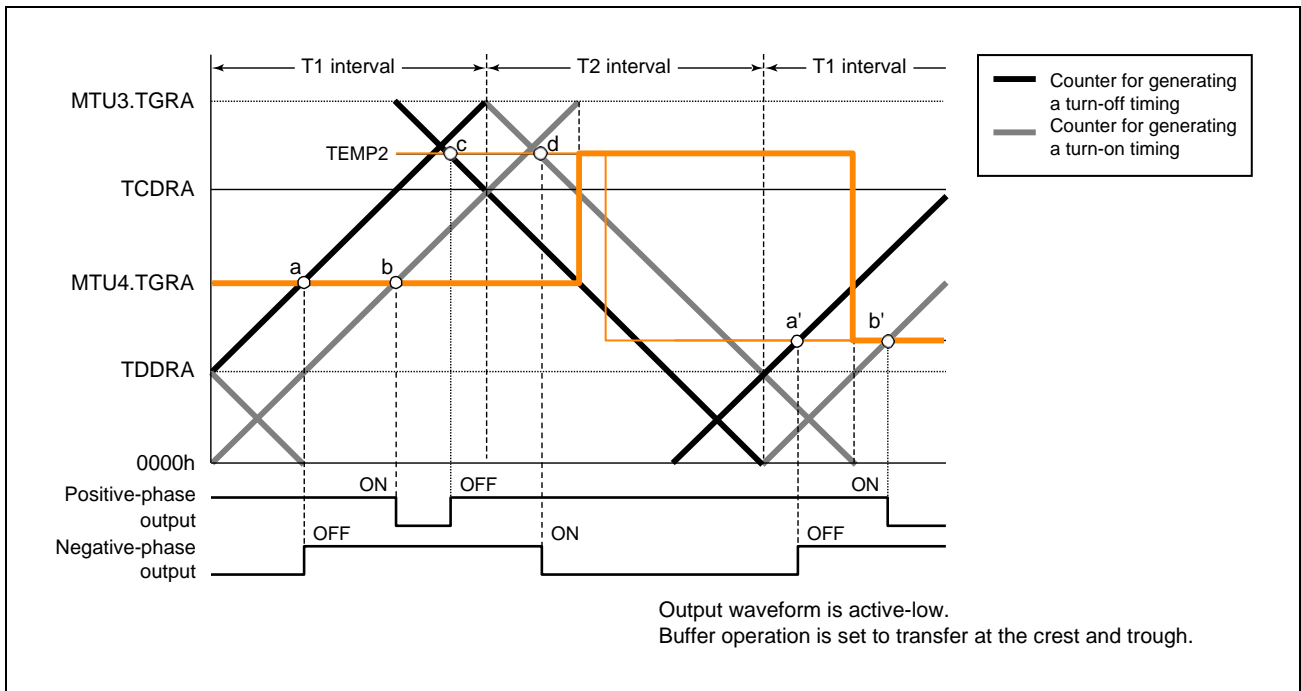 T1 interval
T2 interval
T1 interval
Counter for generating
a turn-off timing
Counter for generating
a turn-on timing
MTU3.TGRA
TEMP2
c
d
TCDRA
MTU4.TGRA
a
b
a'
b'
TDDRA
0000h
Positive-phase
output
ON
OFF
ON
Negative-phase
output
OFF
ON
OFF
Output waveform is active-low.
Buffer operation is set to transfer at the crest and trough.